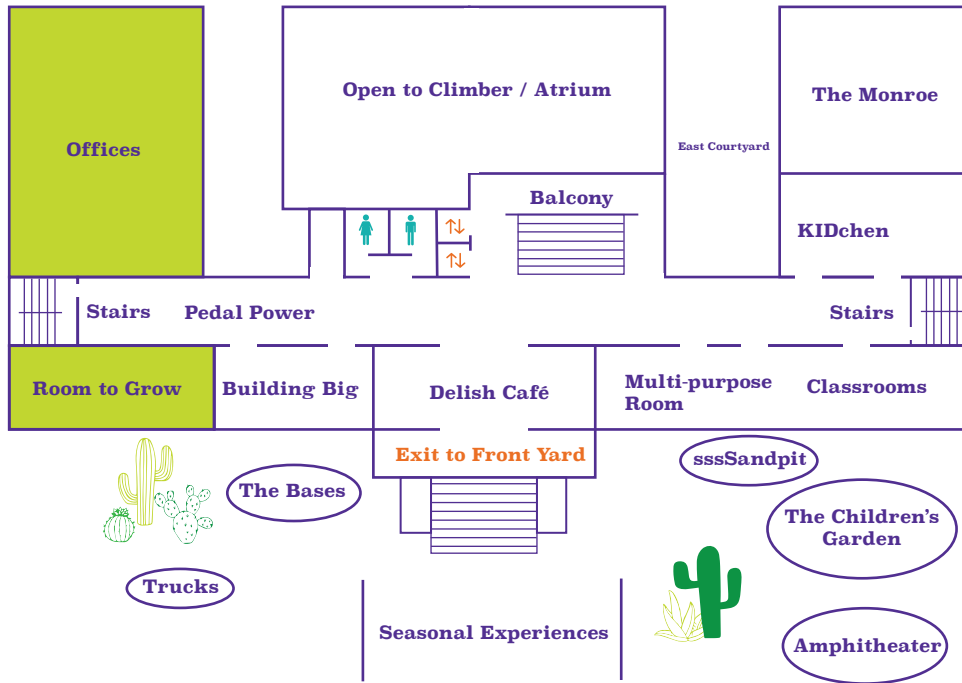 Open to Climber / Atrium
The Monroe
Offices
East Courtyard
Balcony
KIDchen
Stairs
Pedal Power
Stairs
Room to Grow
Building Big
Delish Café
Multi-purpose
Room
Classrooms
Exit to Front Yard
sssSandpit
The Bases
The Children’s
Garden
Trucks
Seasonal Experiences
Amphitheater